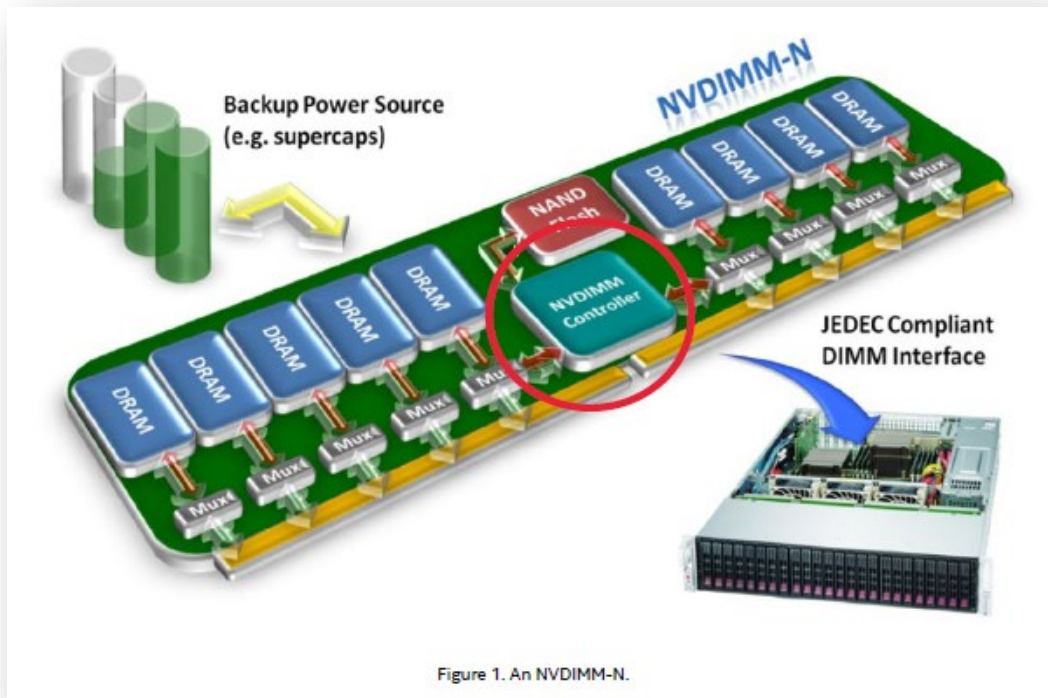 NVDIMM-N
Backup Power Source
(e.g. supercaps)
DRAM
DRAM
DRAM
DRAM
Mux
Mux
Mux
Mux
NAND
Flash
NVDIMM
Controller
DRAM
DRAM
DRAM
DRAM
DRAM
Mux
Mux
Mux
Mux
Mux
JEDEC Compliant
DIMM Interface
Figure 1. An NVDIMM-N.